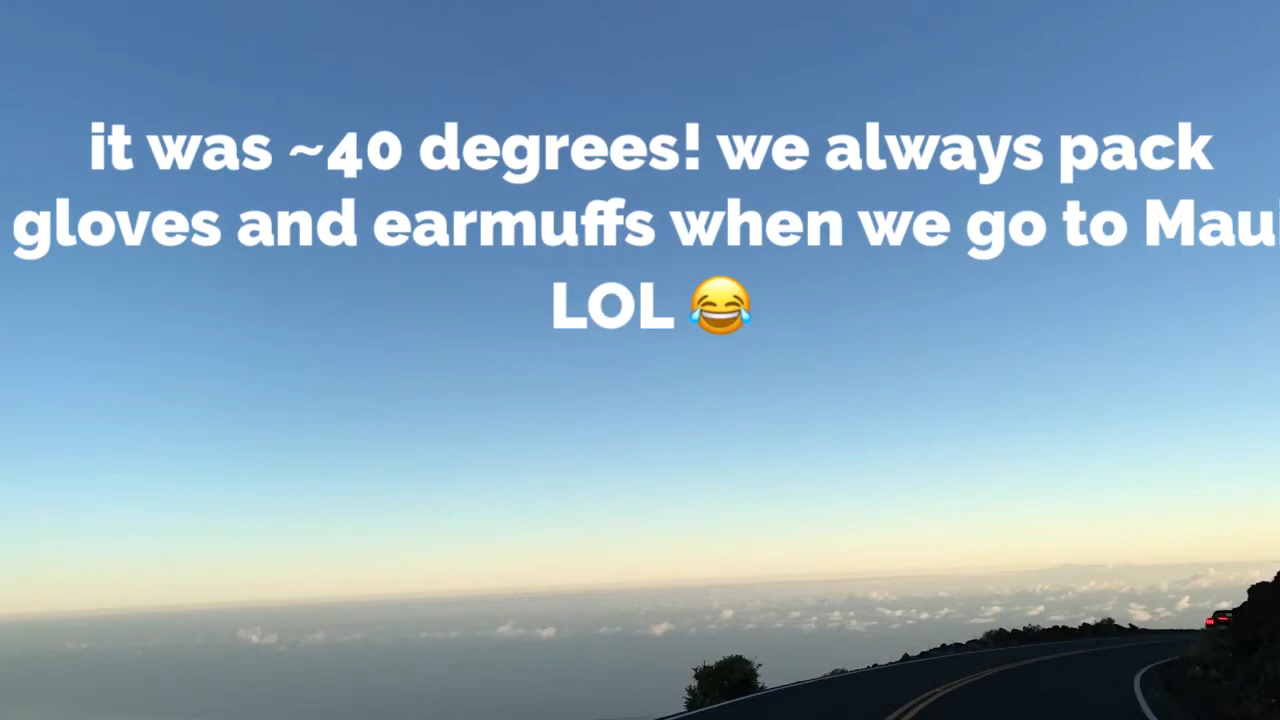 it was ~40 degrees! we always pack
gloves and earmuffs when we go to Maui
LOL 😂